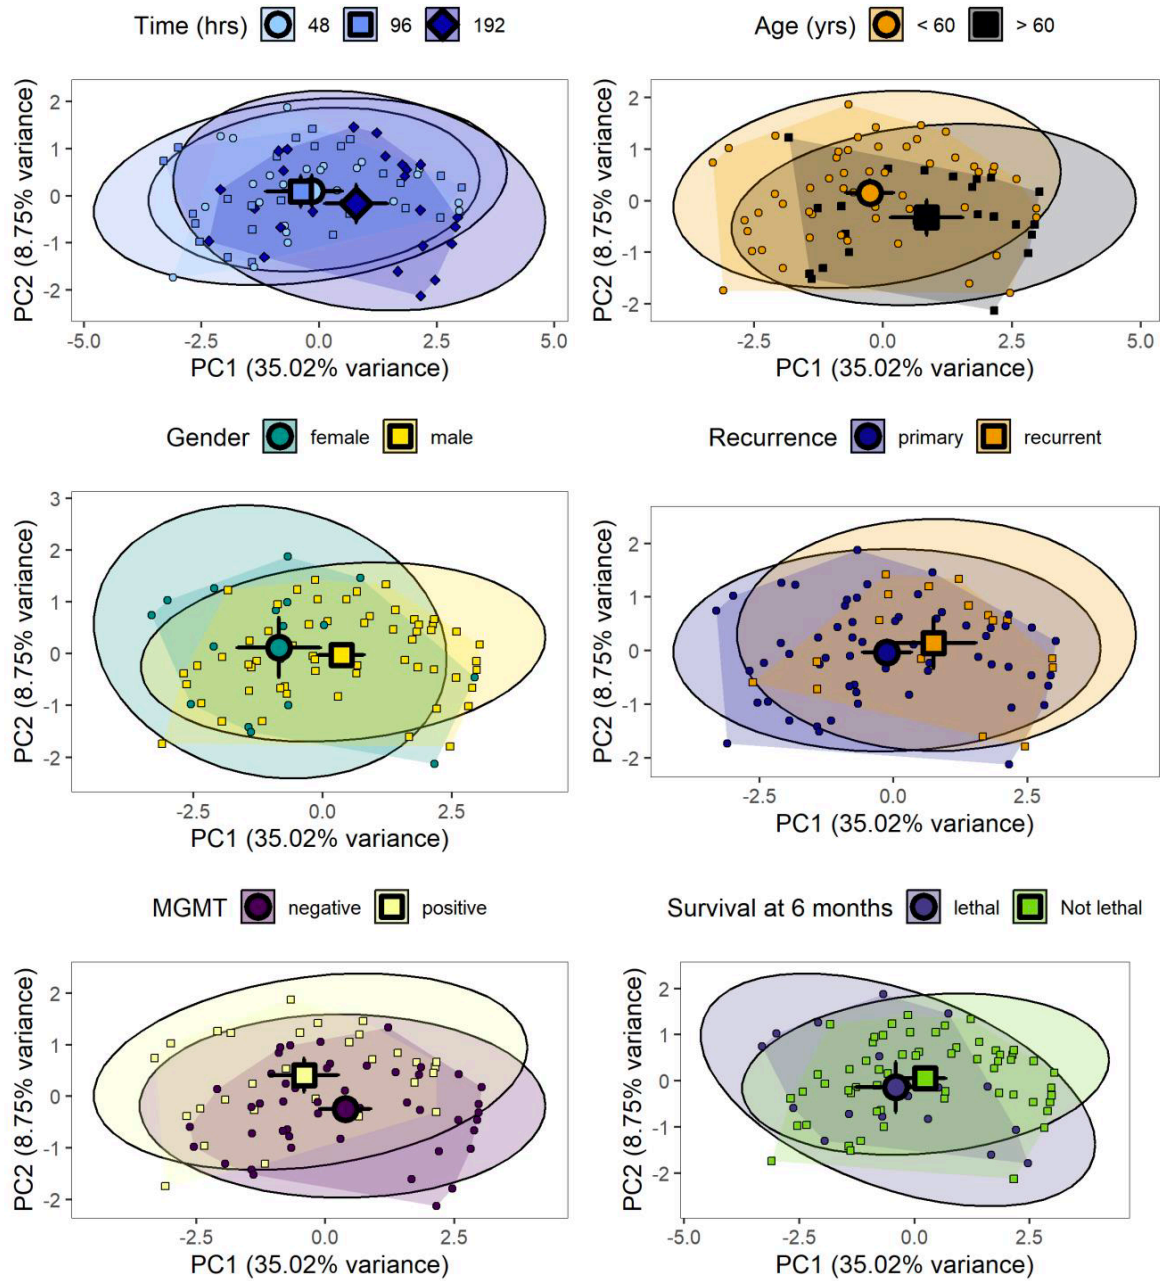 Time (hrs) 48 96 192
Age (yrs) < 60 > 60
PC2 (8.75% variance)
2
1
0
-1
-2
-5.0 -2.5 0.0 2.5 5.0
PC1 (35.02% variance)
PC2 (8.75% variance)
2
1
0
-1
-2
-2.5 0.0 2.5 5.0
PC1 (35.02% variance)
Gender female male
Recurrence primary recurrent
PC2 (8.75% variance)
3
2
1
0
-1
-2
-2.5 0.0 2.5
PC1 (35.02% variance)
PC2 (8.75% variance)
2
1
0
-1
-2
-2.5 0.0 2.5
PC1 (35.02% variance)
MGMT negative positive
Survival at 6 months lethal Not lethal
PC2 (8.75% variance)
2
1
0
-1
-2
-2.5 0.0 2.5
PC1 (35.02% variance)
PC2 (8.75% variance)
2
1
0
-1
-2
-5.0 -2.5 0.0 2.5
PC1 (35.02% variance)